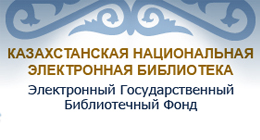 КАЗАХСТАНСКАЯ НАЦИОНАЛЬНАЯ
ЭЛЕКТРОННАЯ БИБЛИОТЕКА
Электронный Государственный
Библиотечный Фонд